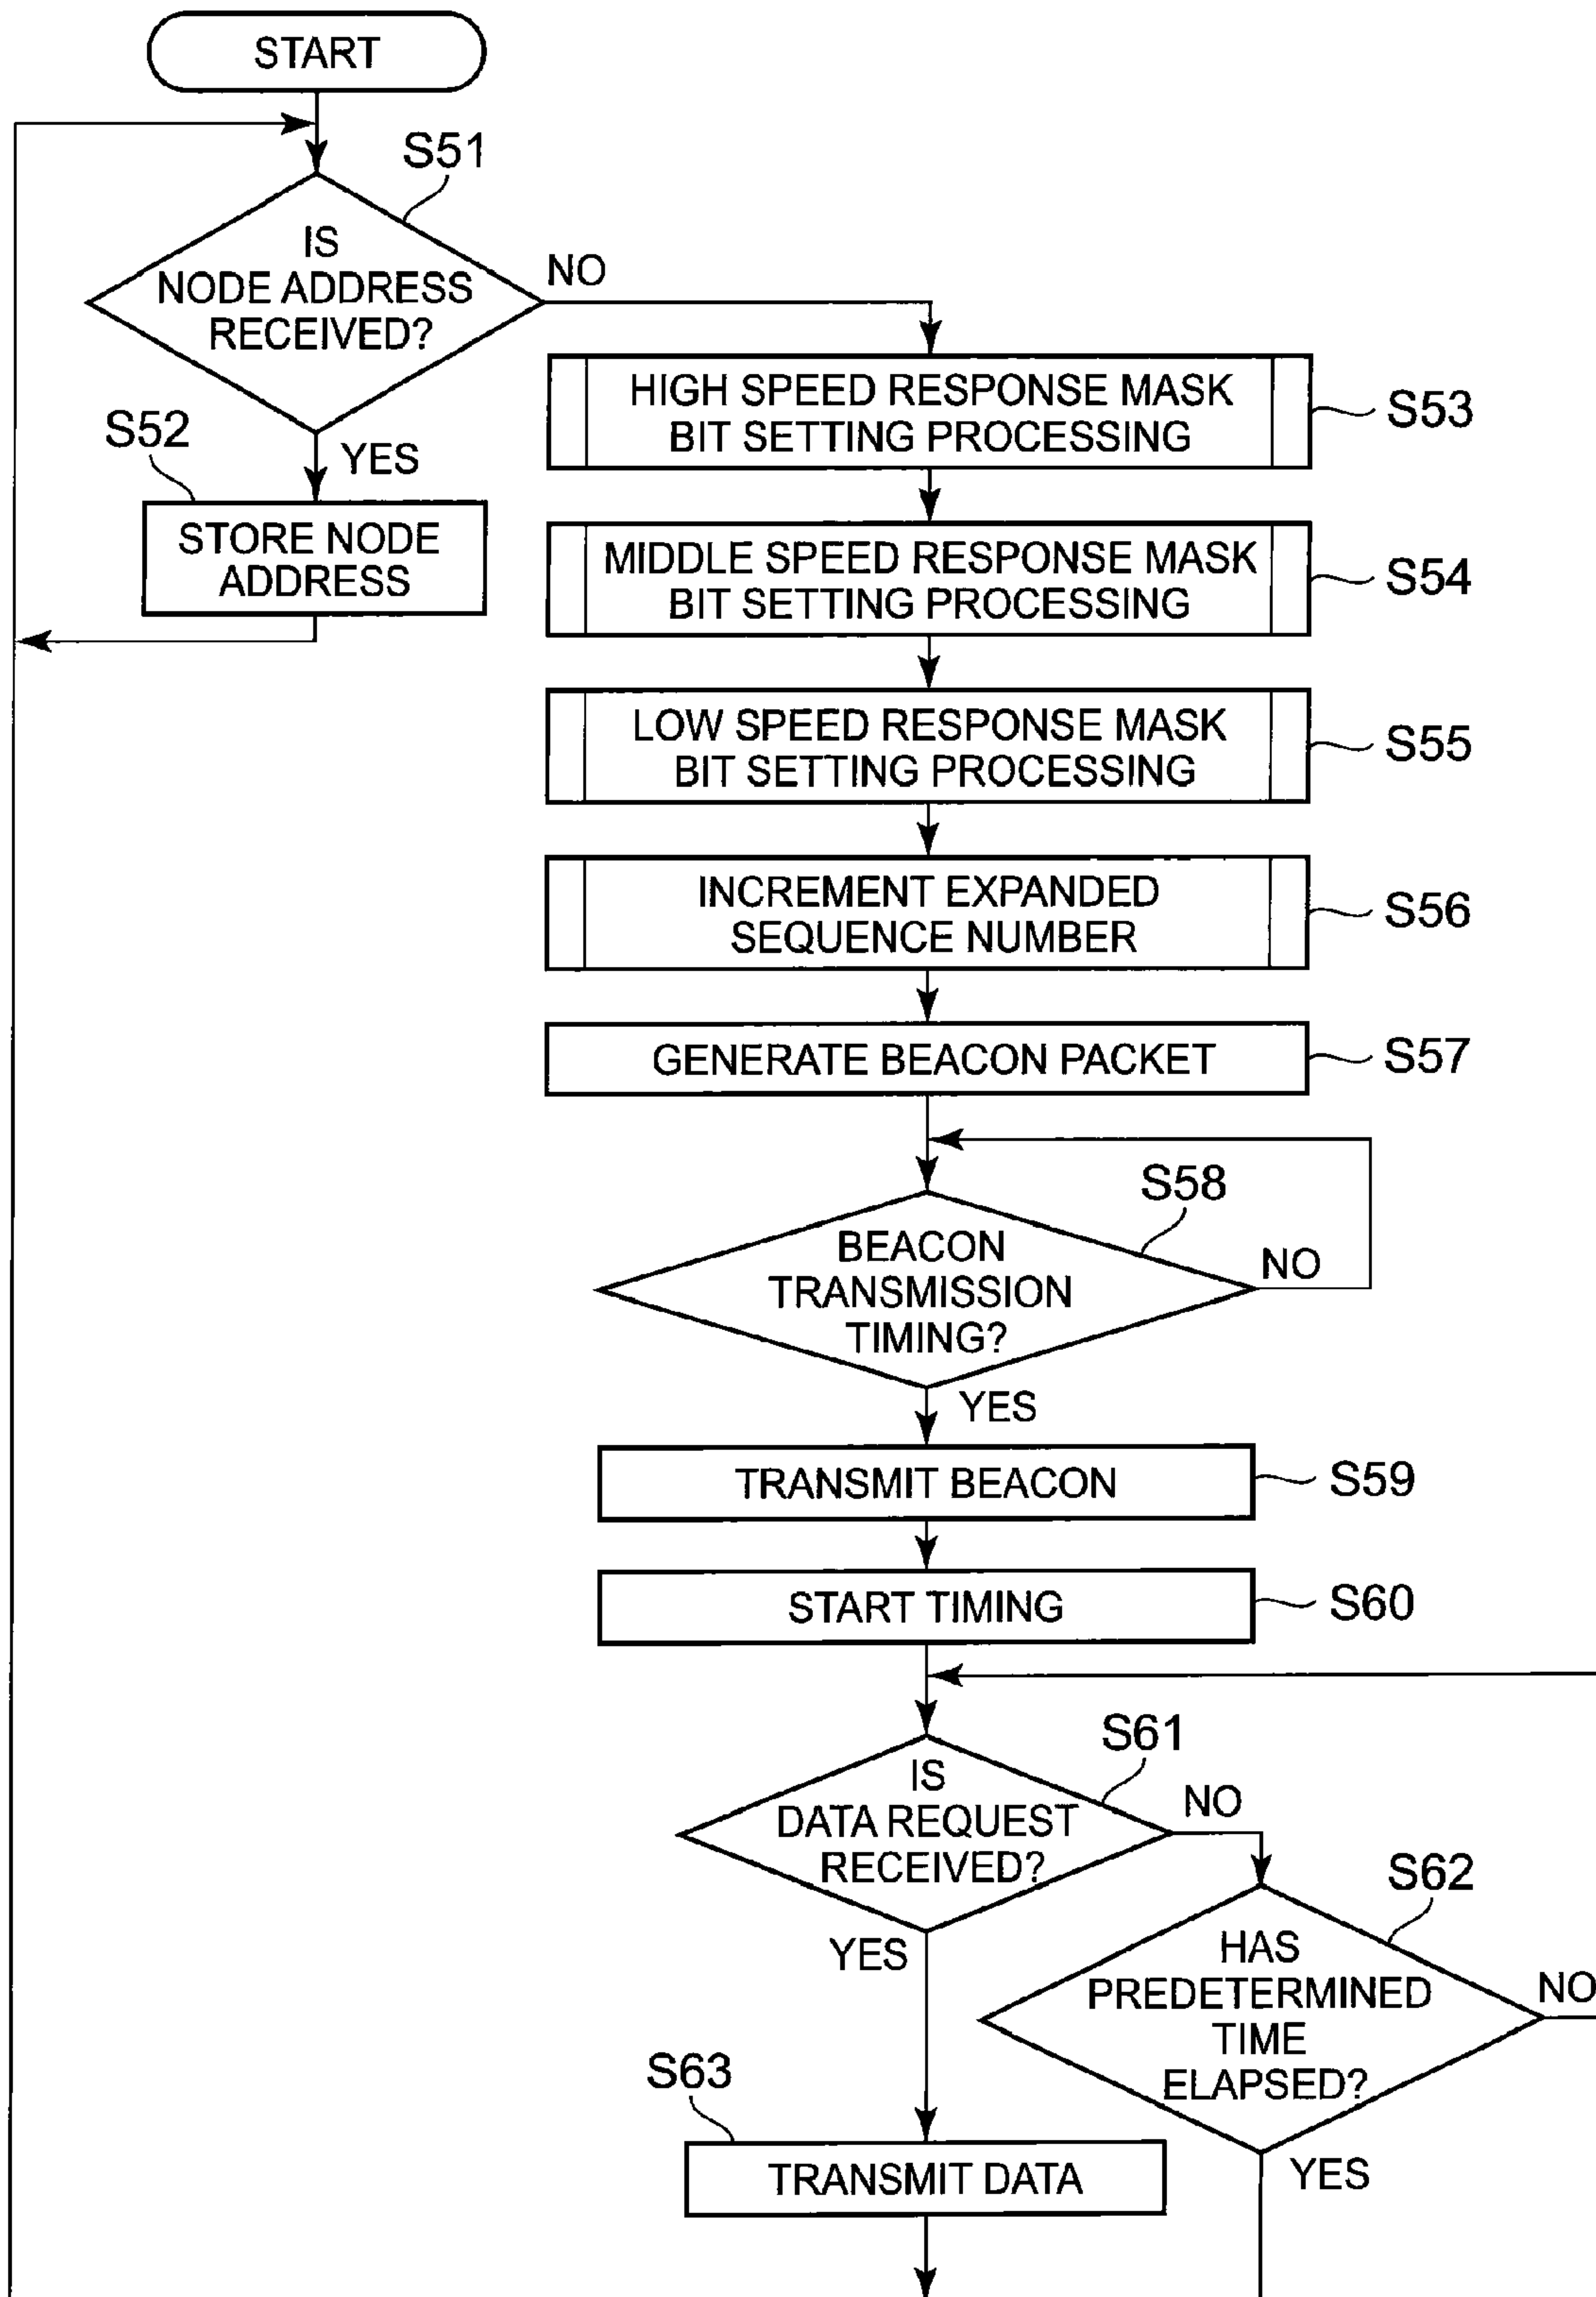 START
S51
IS
NODE ADDRESS
RECEIVED?
NO
S52
YES
STORE NODE
ADDRESS
HIGH SPEED RESPONSE MASK
BIT SETTING PROCESSING
S53
MIDDLE SPEED RESPONSE MASK
BIT SETTING PROCESSING
S54
LOW SPEED RESPONSE MASK
BIT SETTING PROCESSING
S55
INCREMENT EXPANDED
SEQUENCE NUMBER
S56
GENERATE BEACON PACKET
S57
S58
BEACON
TRANSMISSION
TIMING?
NO
YES
TRANSMIT BEACON
S59
START TIMING
S60
S61
IS
DATA REQUEST
RECEIVED?
NO
YES
S62
HAS
PREDETERMINED
TIME
ELAPSED?
NO
YES
S63
TRANSMIT DATA